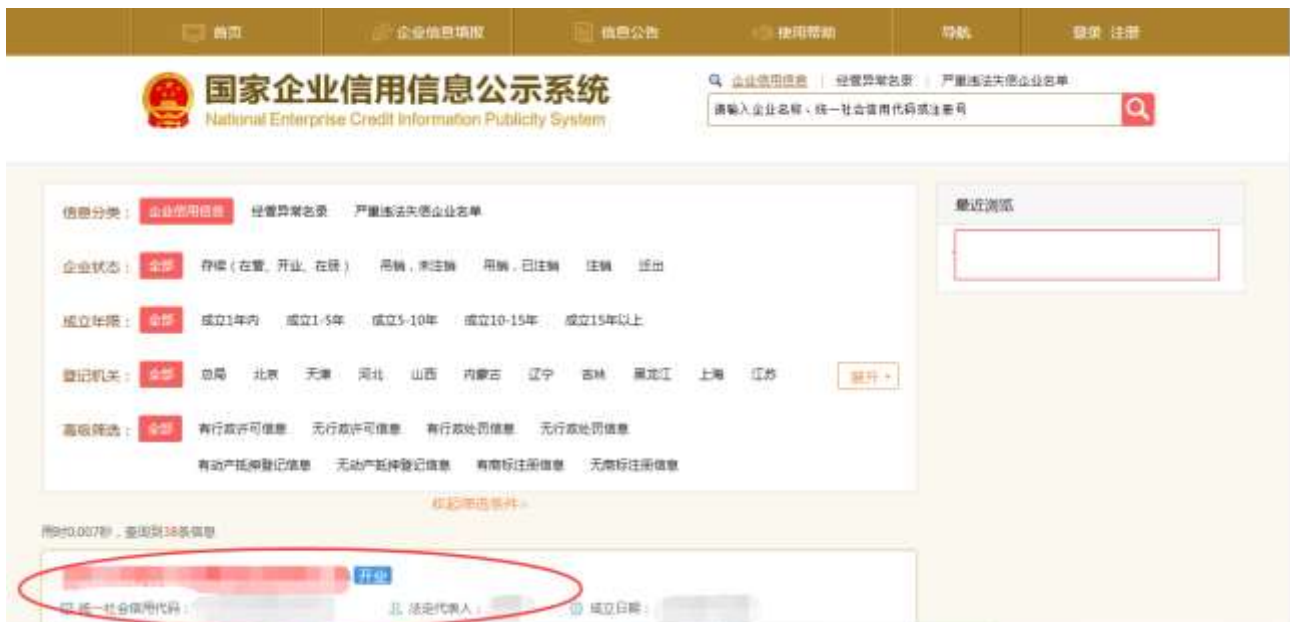 首页 企业信息填报 信息公告 使用帮助 导航 登录 注册
企业信用信息 | 经营异常名录 | 严重违法失信企业名单
国家企业信用信息公示系统
National Enterprise Credit Information Publicity System
请输入企业名称、统一社会信用代码或注册号
信息分类： 企业信用信息 经营异常名录 严重违法失信企业名单
最近浏览
企业状态： 全部 存续（在营、开业、在册） 吊销，未注销 吊销，已注销 注销 迁出
成立年限： 全部 成立1年内 成立1-5年 成立5-10年 成立10-15年 成立15年以上
登记机关： 全部 总局 北京 天津 河北 山西 内蒙古 辽宁 吉林 黑龙江 上海 江苏 展开
高级筛选： 全部 有行政许可信息 无行政许可信息 有行政处罚信息 无行政处罚信息
有动产抵押登记信息 无动产抵押登记信息 有商标注册信息 无商标注册信息
收起筛选条件
用时0.007秒，查询到38条信息
开业
统一社会信用代码： 法定代表人： 成立日期：